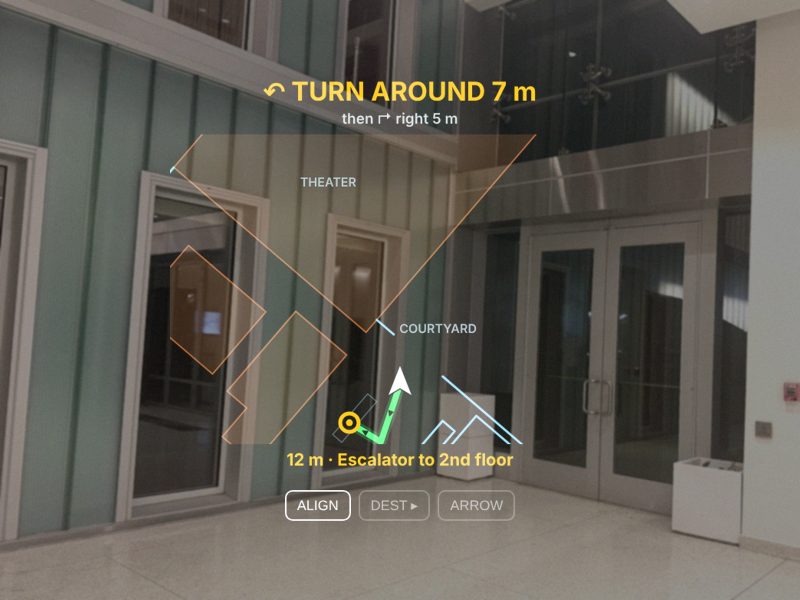 ↶ TURN AROUND 7 m
then ↱ right 5 m
THEATER
COURTYARD
12 m · Escalator to 2nd floor
ALIGN
DEST ▸
ARROW